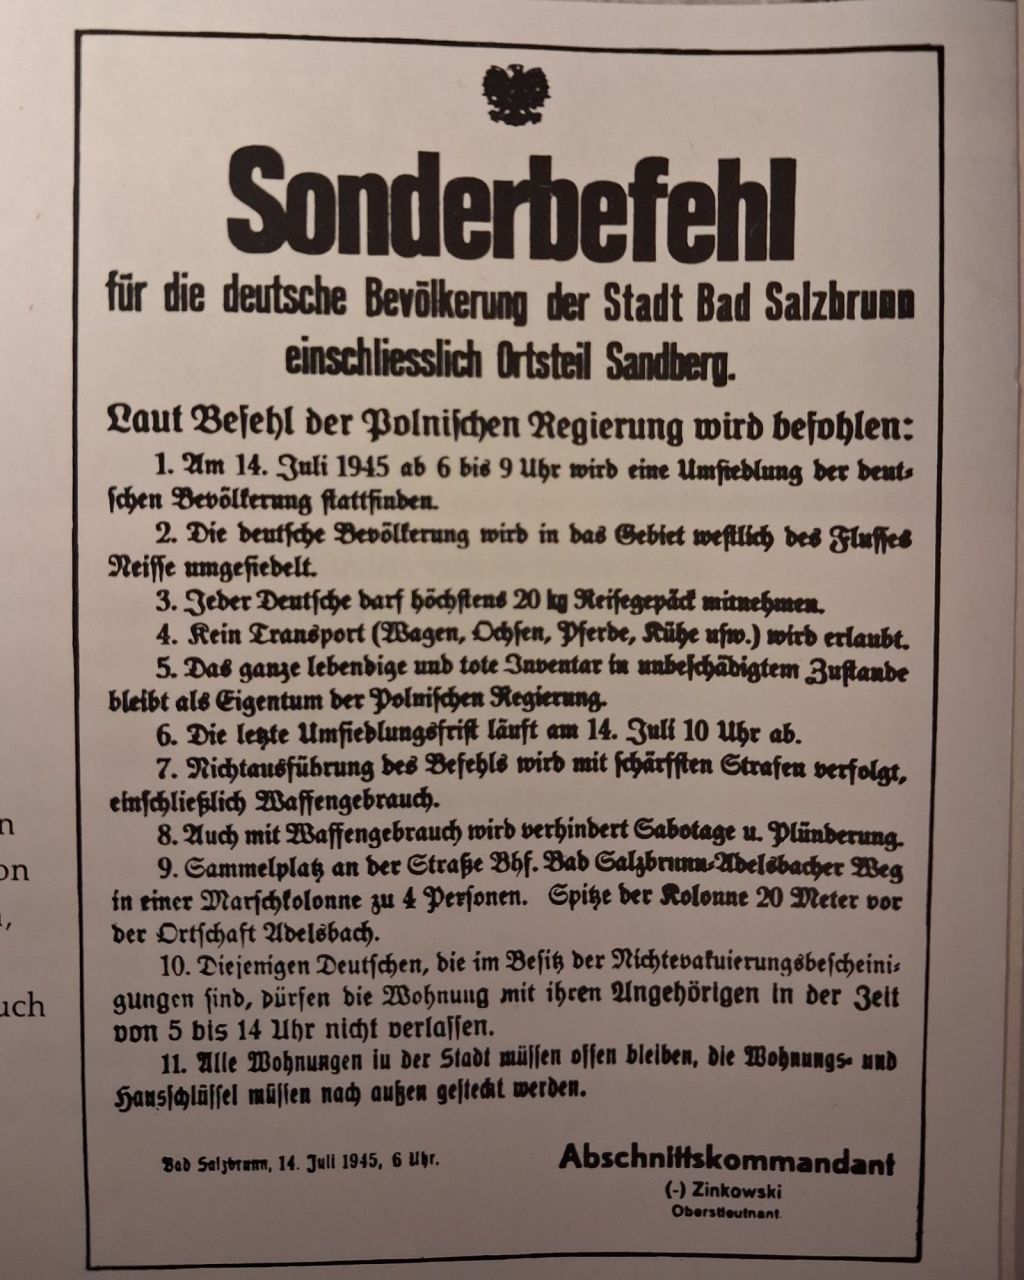 Sonderbefehl
für die deutsche Bevölkerung der Stadt Bad Salzbrunn
einschliesslich Ortsteil Sandberg.
Laut Befehl der Polnischen Regierung wird befohlen:
1. Am 14. Juli 1945 ab 6 bis 9 Uhr wird eine Umsiedlung der deut-
schen Bevölkerung stattfinden.
2. Die deutsche Bevölkerung wird in das Gebiet westlich des Flusses
Neisse umgesiedelt.
3. Jeder Deutsche darf höchstens 20 kg Reisegepäck mitnehmen.
4. Kein Transport (Wagen, Ochsen, Pferde, Kühe usw.) wird erlaubt.
5. Das ganze lebendige und tote Inventar in unbeschädigtem Zustande
bleibt als Eigentum der Polnischen Regierung.
6. Die letzte Umsiedlungsfrist läuft am 14. Juli 10 Uhr ab.
7. Nichtausführung des Befehls wird mit schärfsten Strafen verfolgt,
einschließlich Waffengebrauch.
8. Auch mit Waffengebrauch wird verhindert Sabotage u. Plünderung.
9. Sammelplatz an der Straße Bhf. Bad Salzbrunn-Adelsbacher Weg
in einer Marschkolonne zu 4 Personen. Spitze der Kolonne 20 Meter vor
der Ortschaft Adelsbach.
10. Diejenigen Deutschen, die im Besitz der Nichtevakuierungsbescheini-
gungen sind, dürfen die Wohnung mit ihren Angehörigen in der Zeit
von 5 bis 14 Uhr nicht verlassen.
11. Alle Wohnungen in der Stadt müssen offen bleiben, die Wohnungs- und
Hausschlüssel müssen nach außen gesteckt werden.
Bad Salzbrunn, 14. Juli 1945, 6 Uhr.
Abschnittskommandant
(-) Zinkowski
Oberstleutnant.